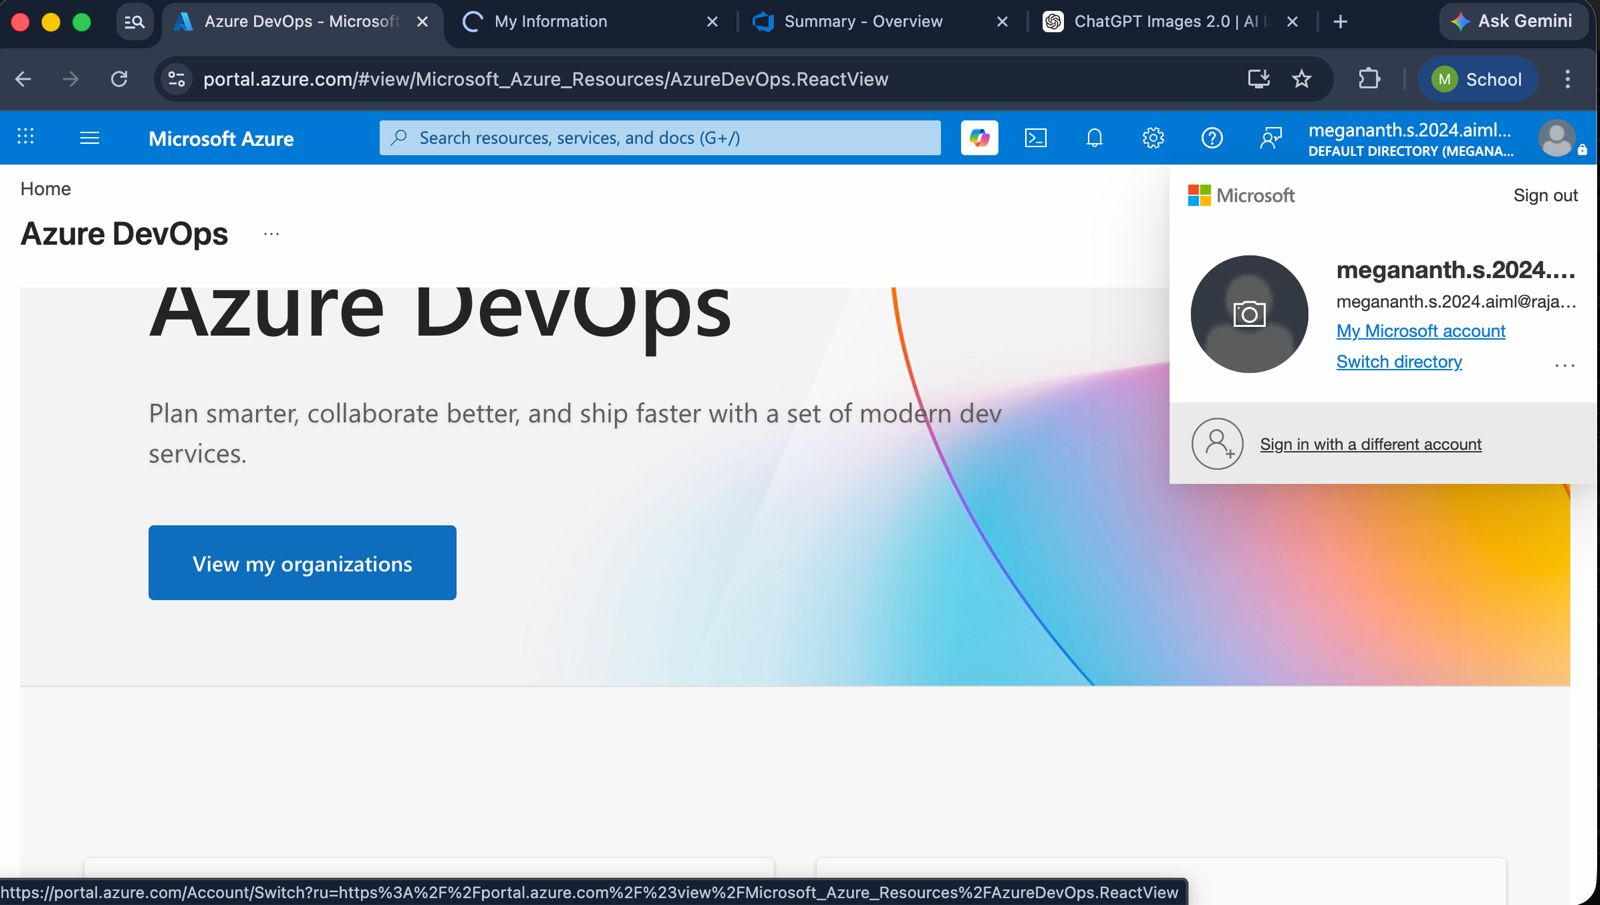 Azure DevOps - Microsoft
My Information
Summary - Overview
ChatGPT Images 2.0 | AI I
Ask Gemini
portal.azure.com/#view/Microsoft_Azure_Resources/AzureDevOps.ReactView
M
School
Microsoft Azure
Search resources, services, and docs (G+/)
megananth.s.2024.aiml...
DEFAULT DIRECTORY (MEGANA...
Home
Microsoft
Sign out
Azure DevOps
...
megananth.s.2024....
megananth.s.2024.aiml@raja...
My Microsoft account
Switch directory
...
Sign in with a different account
Azure DevOps
Plan smarter, collaborate better, and ship faster with a set of modern dev
services.
View my organizations
https://portal.azure.com/Account/Switch?ru=https%3A%2F%2Fportal.azure.com%2F%23view%2FMicrosoft_Azure_Resources%2FAzureDevOps.ReactView